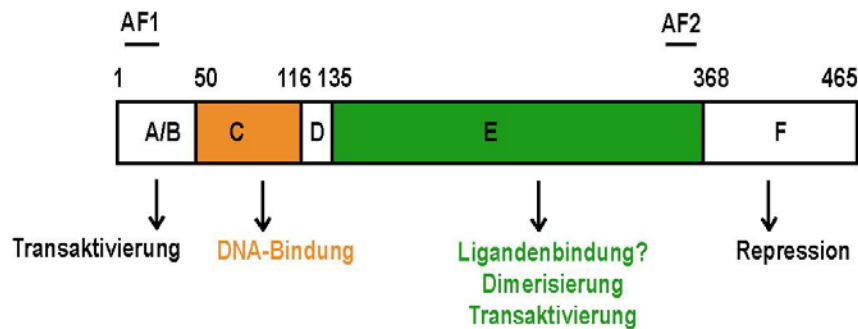 AF1 AF2
1 50 116 135 368 465
A/B C D E F
Transaktivierung DNA-Bindung Ligandenbindung? Repression
Dimerisierung
Transaktivierung